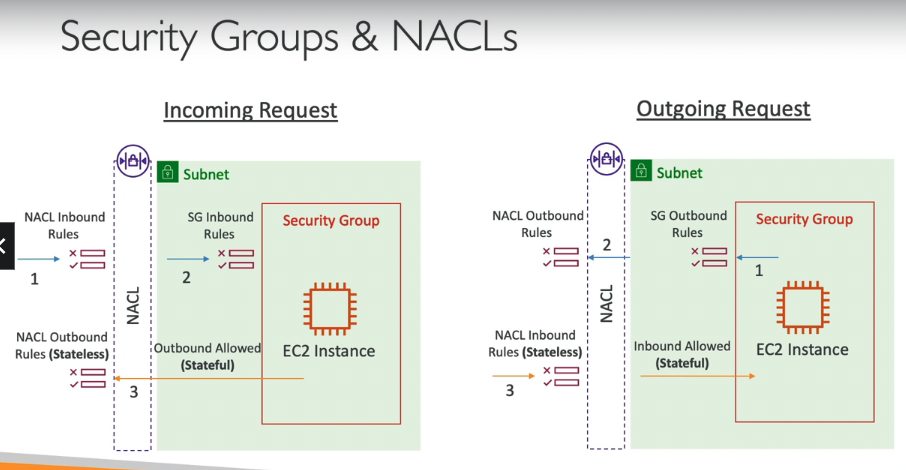 Security Groups & NACLs
Incoming Request
Subnet
NACL Inbound
Rules
1
NACL
SG Inbound
Rules
2
Security Group
EC2 Instance
NACL Outbound
Rules (Stateless)
Outbound Allowed
(Stateful)
3
Outgoing Request
Subnet
NACL Outbound
Rules
2
NACL
SG Outbound
Rules
1
Security Group
EC2 Instance
NACL Inbound
Rules (Stateless)
3
Inbound Allowed
(Stateful)